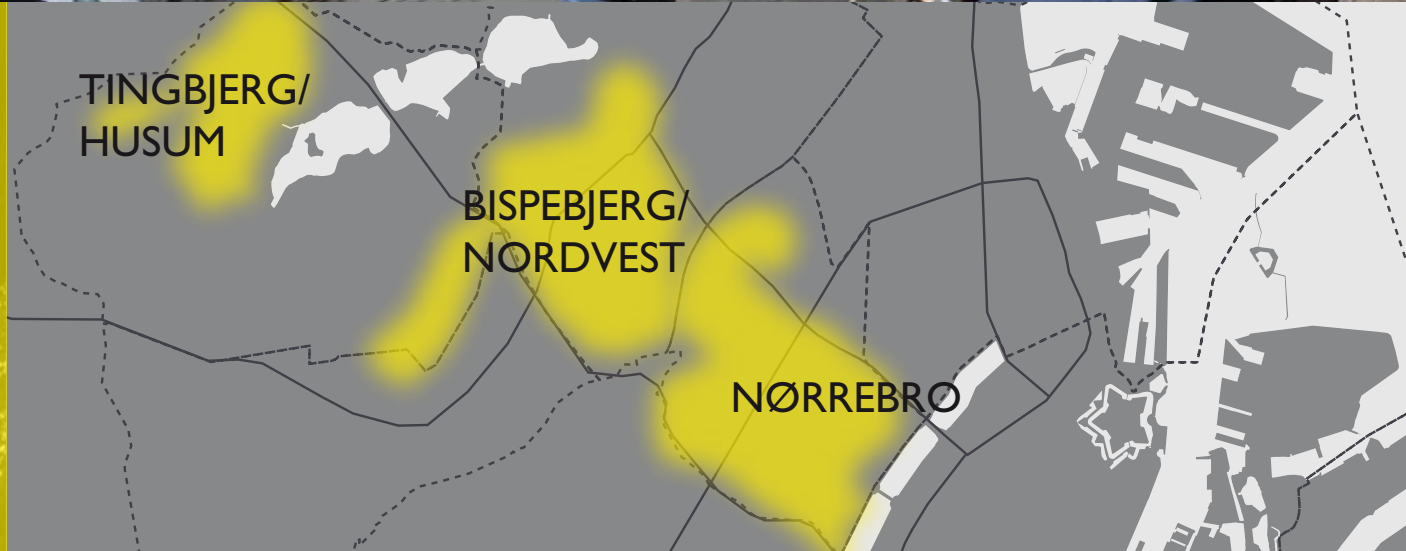 TINGBJERG/
HUSUM
BISPEBJERG/
NORDVEST
NØRREBRO